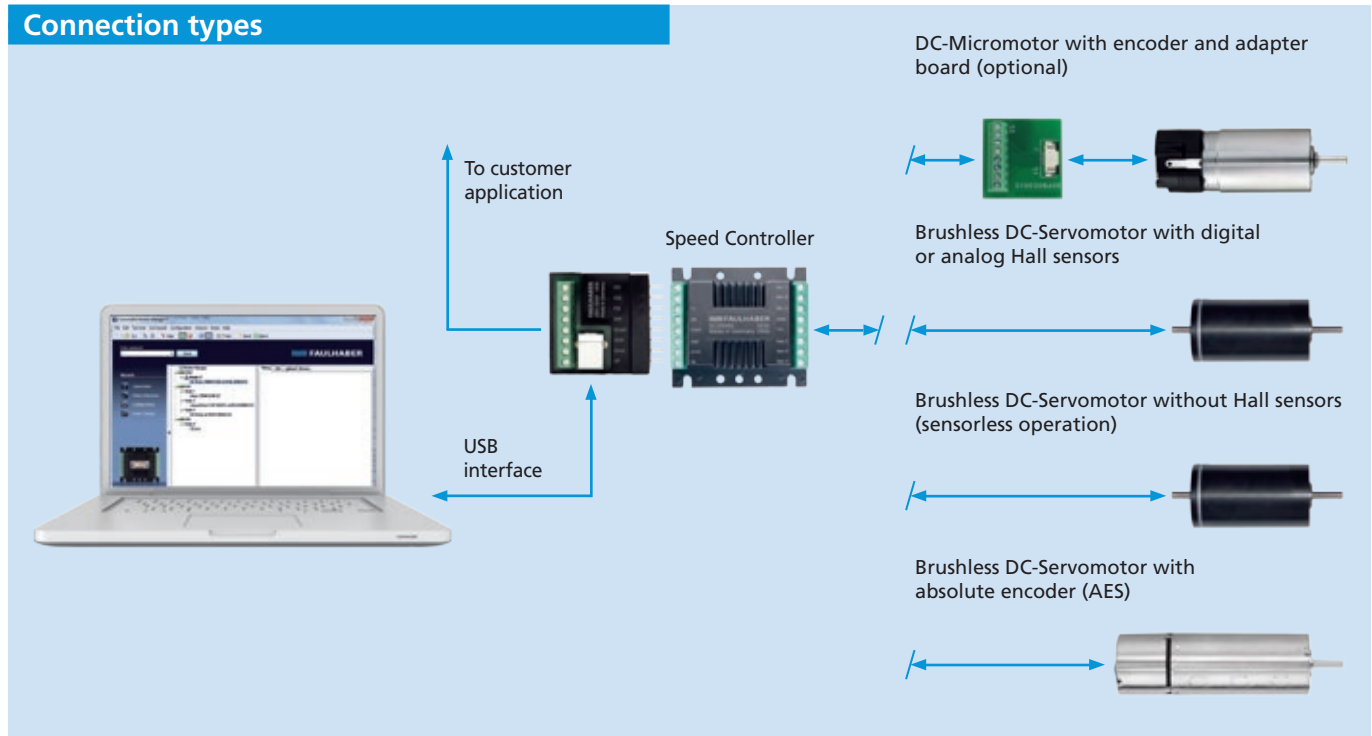 Connection types
DC-Micromotor with encoder and adapter
board (optional)
To customer
application
Speed Controller
Brushless DC-Servomotor with digital
or analog Hall sensors
FAULHABER
FAULHABER
Brushless DC-Servomotor without Hall sensors
(sensorless operation)
USB
interface
Brushless DC-Servomotor with
absolute encoder (AES)